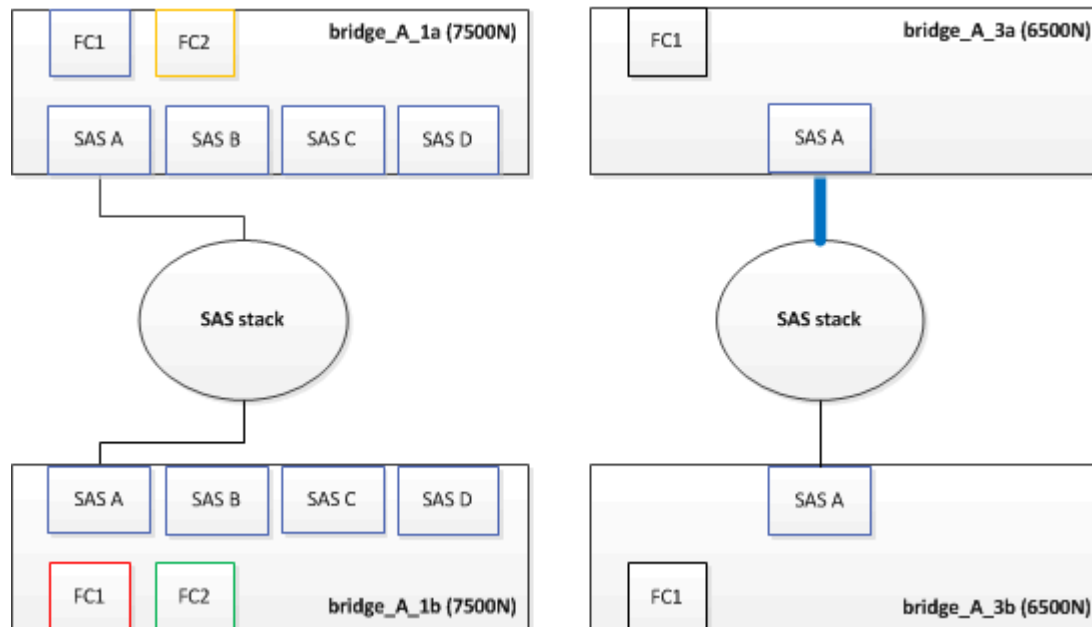 FC1
FC2
bridge_A_1a (7500N)
SAS A
SAS B
SAS C
SAS D
SAS stack
SAS A
SAS B
SAS C
SAS D
FC1
FC2
bridge_A_1b (7500N)
FC1
bridge_A_3a (6500N)
SAS A
SAS stack
SAS A
FC1
bridge_A_3b (6500N)